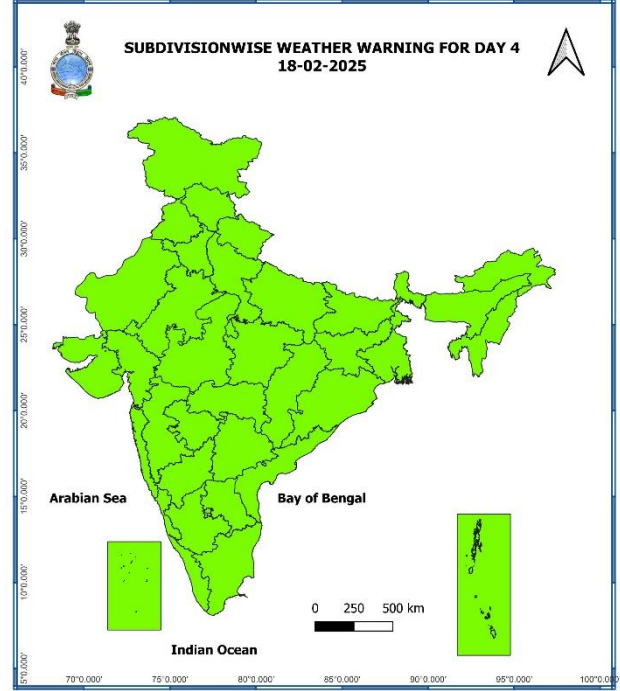 SUBDIVISIONWISE WEATHER WARNING FOR DAY 4
18-02-2025
40°0.000'
35°0.000'
30°0.000'
25°0.000'
20°0.000'
15°0.000'
10°0.000'
5°0.000'
Arabian Sea
Bay of Bengal
0 250 500 km
Indian Ocean
70°0.000' 75°0.000' 80°0.000' 85°0.000' 90°0.000' 95°0.000' 100°0.000'